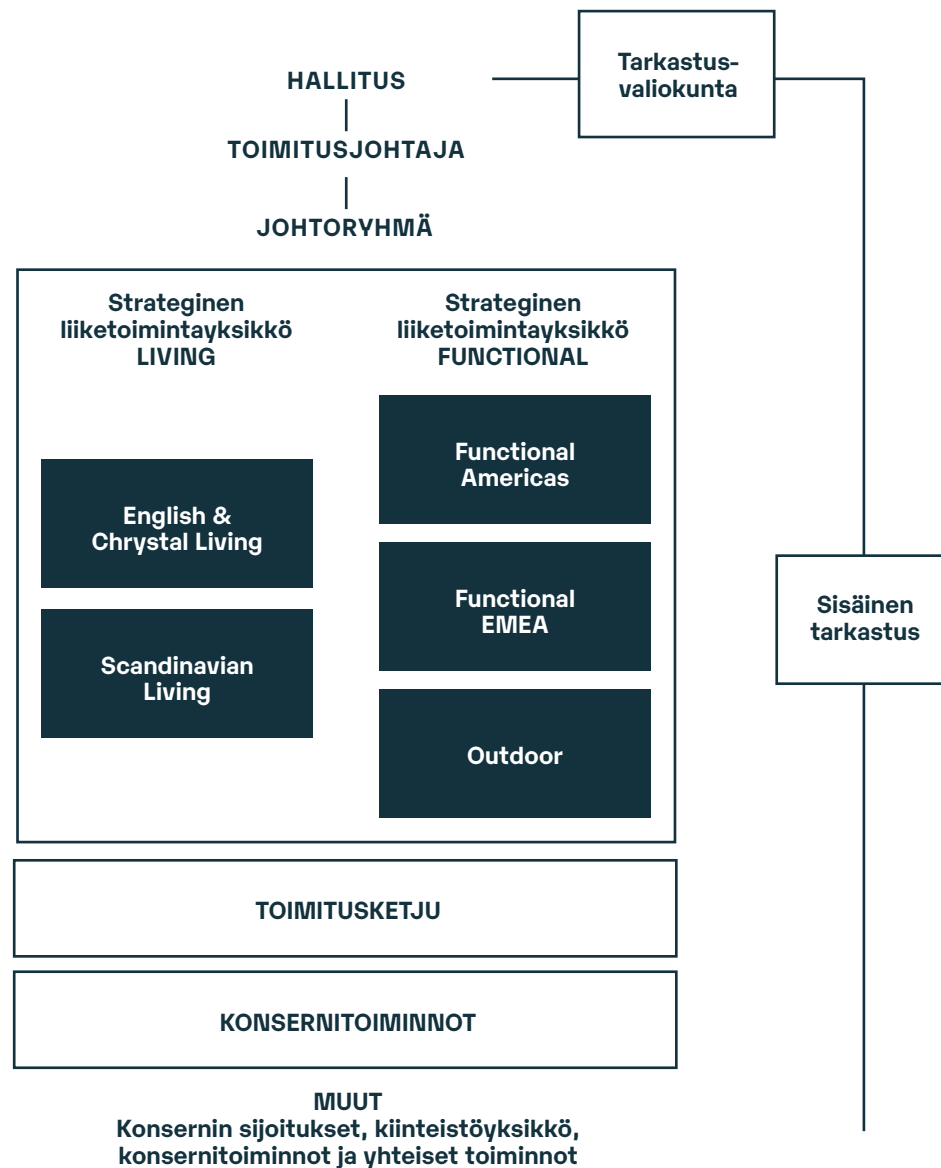 HALLITUS
Tarkastus-
valiokunta
TOIMITUSJOHTAJA
JOHTORYHMÄ
Strateginen
liiketoimintayksikkö
LIVING
English &
Chrystal Living
Scandinavian
Living
Strateginen
liiketoimintayksikkö
FUNCTIONAL
Functional
Americas
Functional
EMEA
Outdoor
Sisäinen
tarkastus
TOIMITUSKETJU
KONSERNITOIMINNOT
MUUT
Konsernin sijoitukset, kiinteistöyksikkö,
konsernitoiminnot ja yhteiset toiminnot